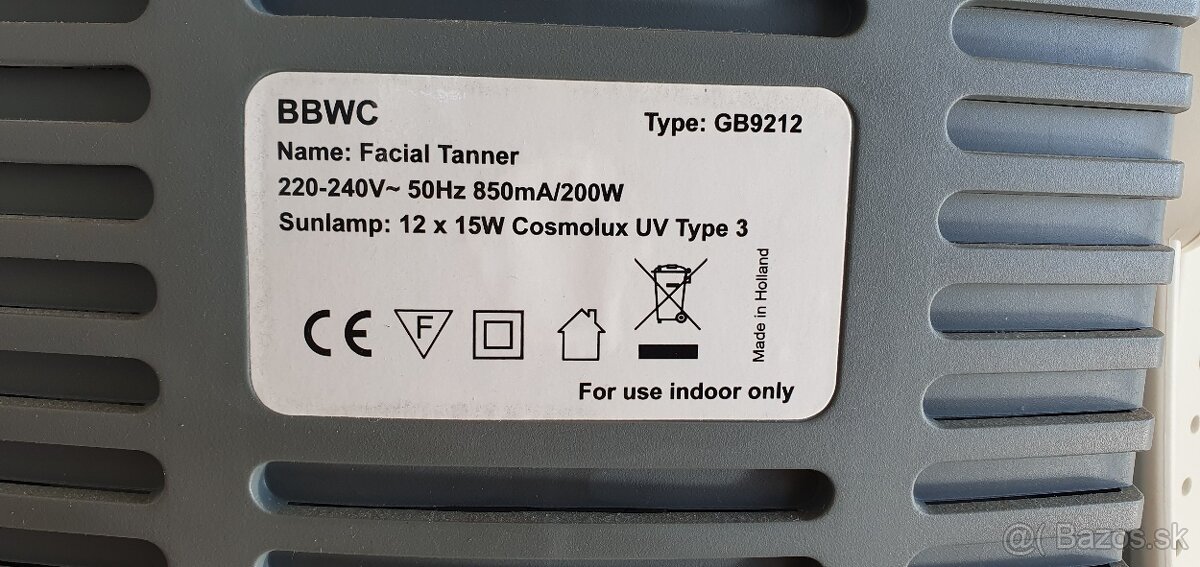 BBWC
Type: GB9212
Name: Facial Tanner
220-240V~ 50Hz 850mA/200W
Sunlamp: 12 x 15W Cosmolux UV Type 3
Made in Holland
CE
F
For use indoor only
@( Bazos.sk